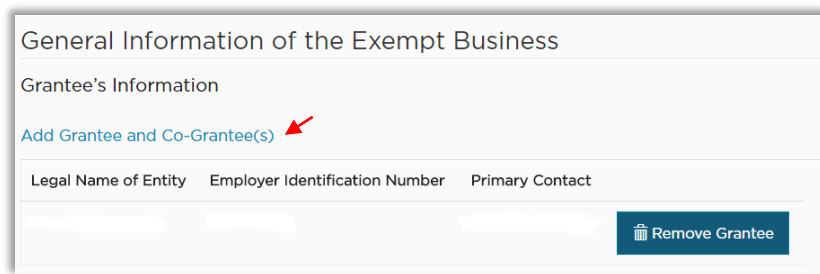 General Information of the Exempt Business
Grantee's Information
Add Grantee and Co-Grantee(s)
Legal Name of Entity Employer Identification Number Primary Contact
Remove Grantee